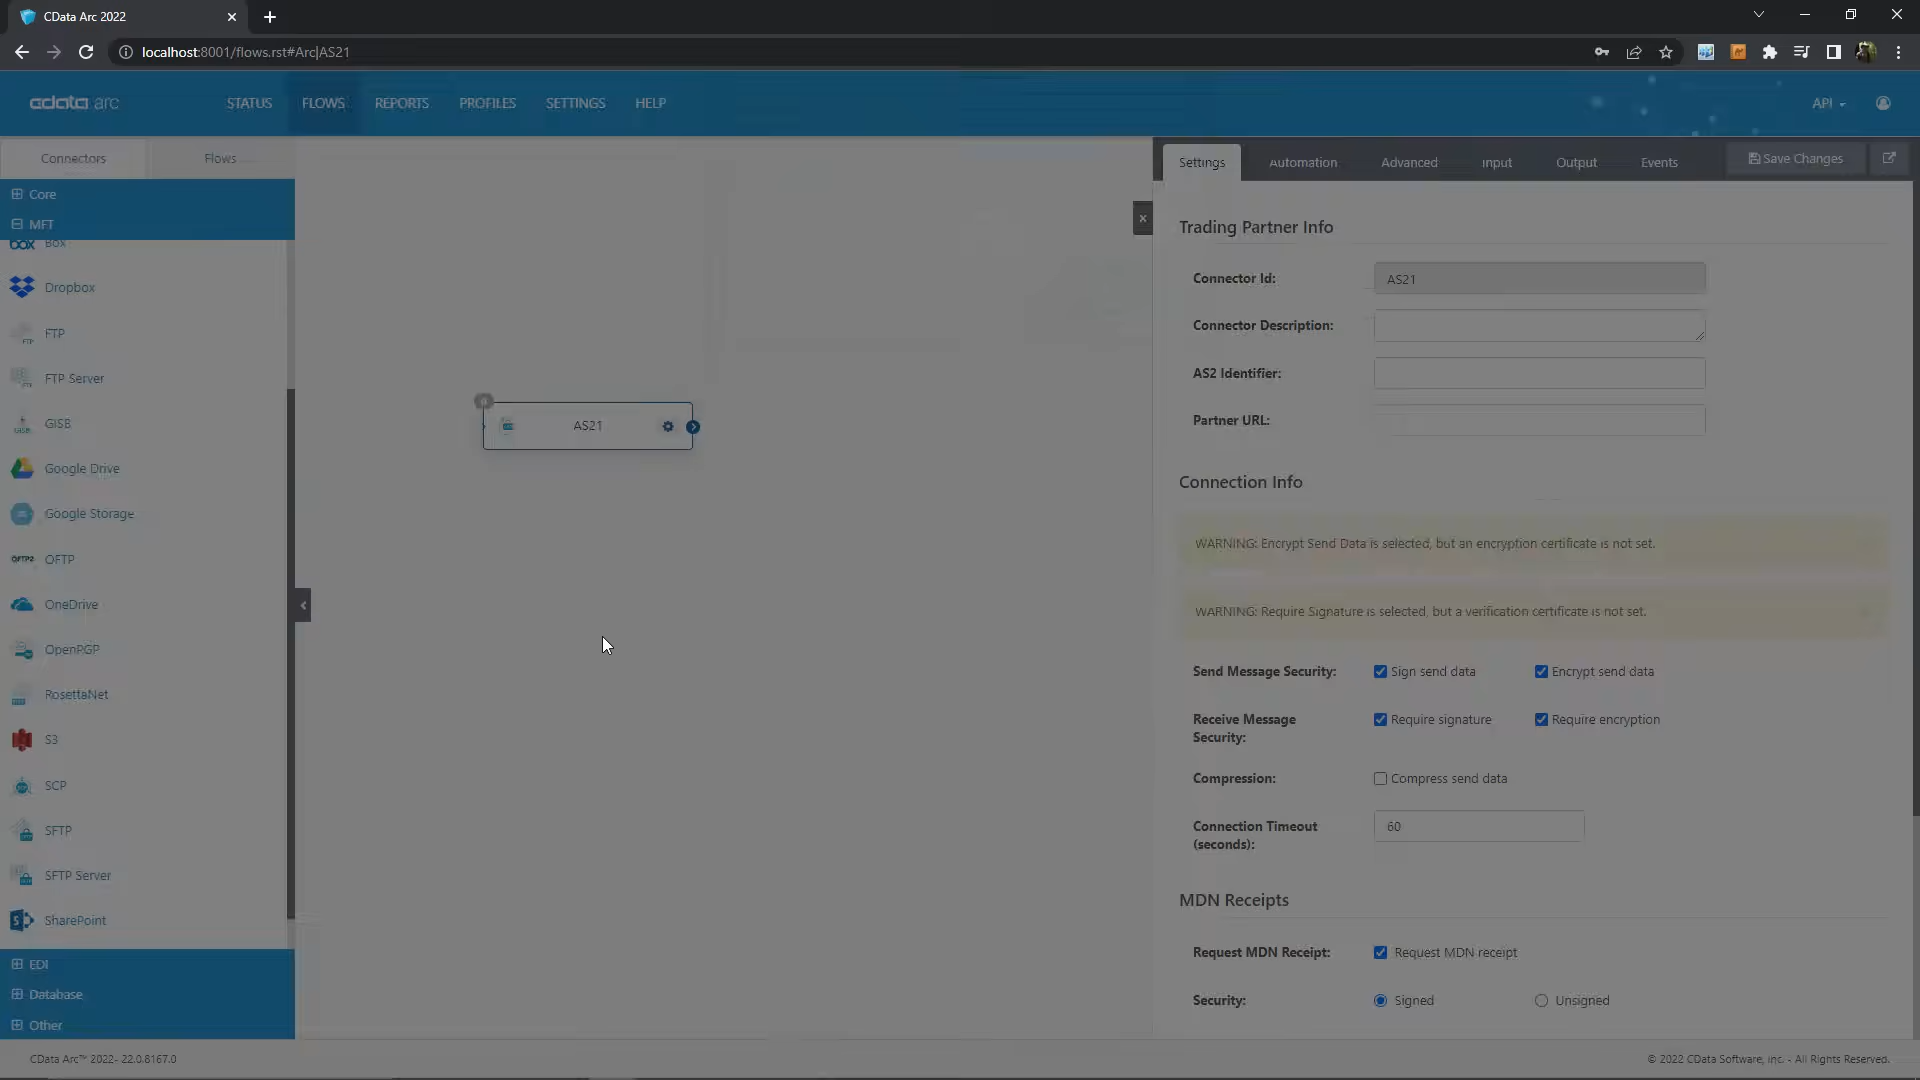 CData Arc 2022
localhost:8001/flows.rst#Arc|AS21
cdata arc
STATUS
FLOWS
REPORTS
PROFILES
SETTINGS
HELP
API
Connectors
Flows
Core
MFT
Box
Dropbox
FTP
FTP Server
GISB
Google Drive
Google Storage
OFTP
OneDrive
OpenPGP
RosettaNet
S3
SCP
SFTP
SFTP Server
SharePoint
EDI
Database
Other
AS21
Settings
Automation
Advanced
Input
Output
Events
Save Changes
Trading Partner Info
Connector Id:
AS21
Connector Description:
AS2 Identifier:
Partner URL:
Connection Info
WARNING: Encrypt Send Data is selected, but an encryption certificate is not set.
WARNING: Require Signature is selected, but a verification certificate is not set.
Send Message Security:
Sign send data
Encrypt send data
Receive Message
Security:
Require signature
Require encryption
Compression:
Compress send data
Connection Timeout
(seconds):
60
MDN Receipts
Request MDN Receipt:
Request MDN receipt
Security:
Signed
Unsigned
CData Arc™ 2022- 22.0.8167.0
© 2022 CData Software, Inc. - All Rights Reserved.